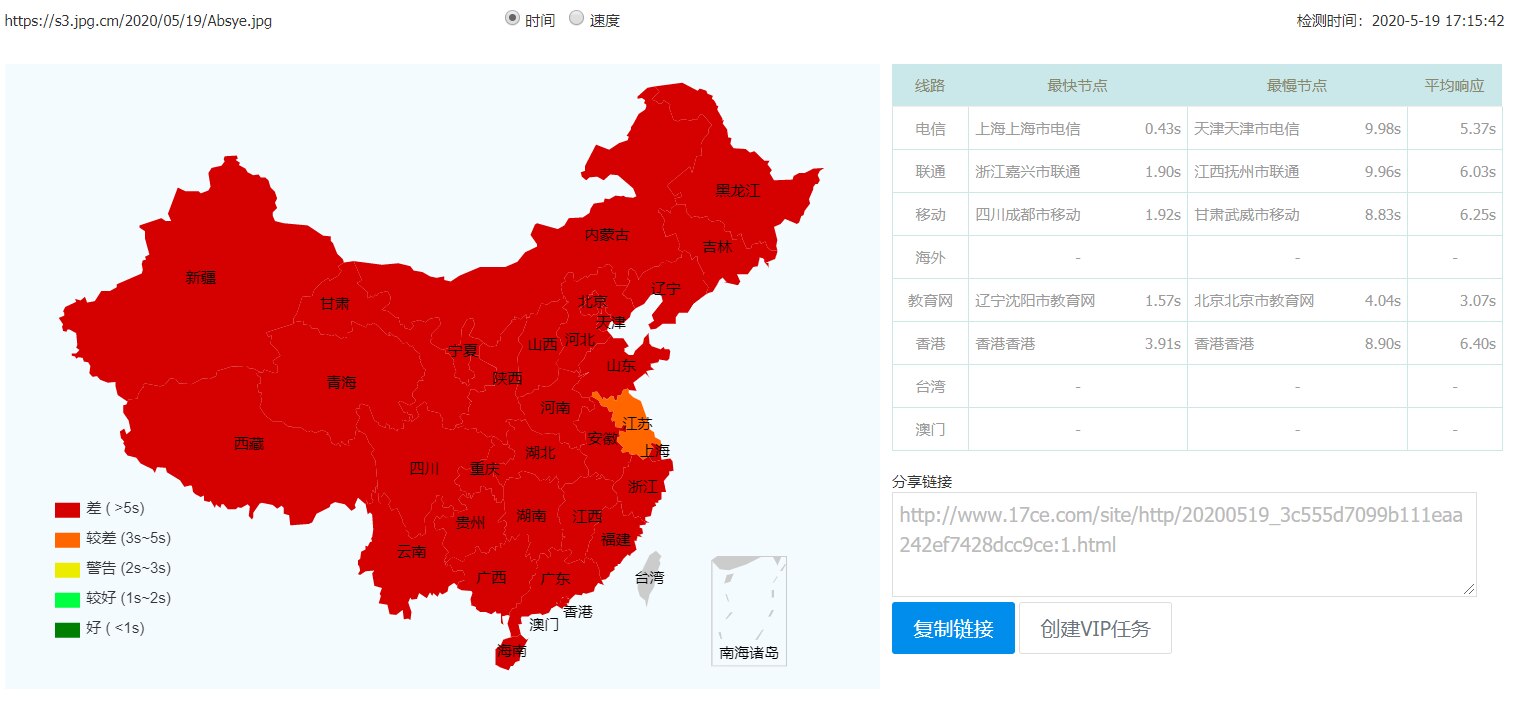 https://s3.jpg.cm/2020/05/19/Absye.jpg 时间 速度 检测时间：2020-5-19 17:15:42
线路 最快节点 最慢节点 平均响应
电信 上海上海市电信 0.43s 天津天津市电信 9.98s 5.37s
联通 浙江嘉兴市联通 1.90s 江西抚州市联通 9.96s 6.03s
移动 四川成都市移动 1.92s 甘肃武威市移动 8.83s 6.25s
海外 - - -
教育网 辽宁沈阳市教育网 1.57s 北京北京市教育网 4.04s 3.07s
香港 香港香港 3.91s 香港香港 8.90s 6.40s
台湾 - - -
澳门 - - -
分享链接
http://www.17ce.com/site/http/20200519_3c555d7099b111eaa
242ef7428dcc9ce:1.html
复制链接 创建VIP任务
黑龙江
内蒙古
吉林
新疆
辽宁
甘肃
北京
天津
宁夏
山西
河北
山东
陕西
青海
河南
江苏
安徽
西藏
湖北
上海
四川
重庆
浙江
贵州
湖南
江西
福建
云南
广西
广东
台湾
香港
澳门
海南
南海诸岛
差 ( >5s)
较差 (3s~5s)
警告 (2s~3s)
较好 (1s~2s)
好 ( <1s)